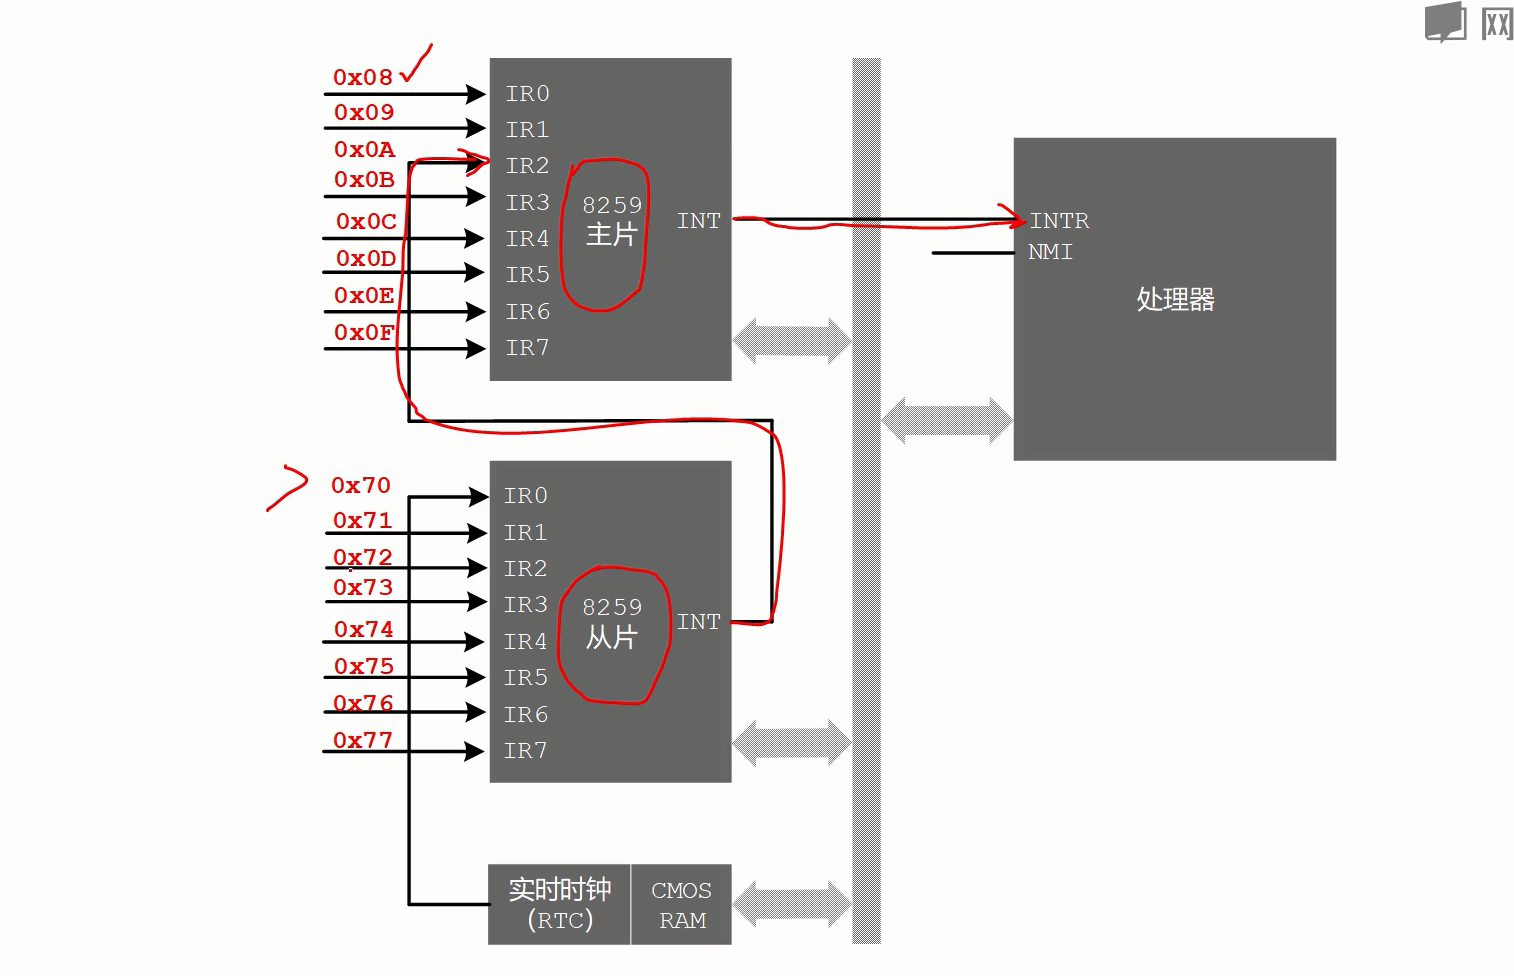 网
0x08
IR0
0x09
IR1
0x0A
IR2
0x0B
IR3
0x0C
IR4
0x0D
IR5
0x0E
IR6
0x0F
IR7
8259
主片
INT
INTR
NMI
处理器
0x70
IR0
0x71
IR1
0x72
IR2
0x73
IR3
0x74
IR4
0x75
IR5
0x76
IR6
0x77
IR7
8259
从片
INT
实时时钟
(RTC)
CMOS
RAM